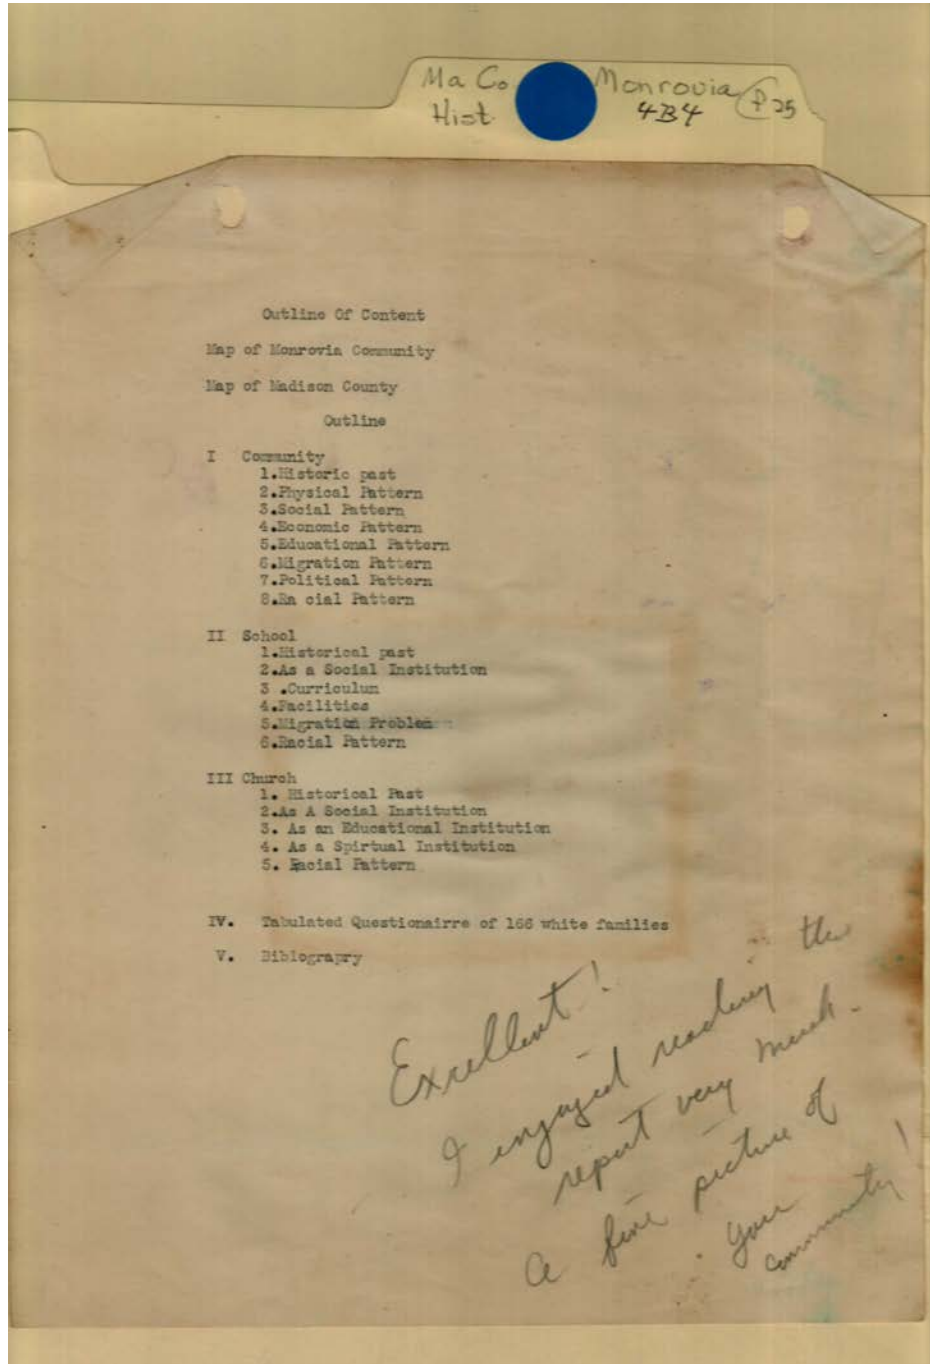 Ma Co Monrovia
Hist. 4B4 P25
Outline Of Content
Map of Monrovia Community
Map of Madison County
Outline
I Community
1.Historic past
2.Physical Pattern
3.Social Pattern
4.Economic Pattern
5.Educational Pattern
6.Migration Pattern
7.Political Pattern
8.Ra cial Pattern
II School
1.Historical past
2.As a Social Institution
3 .Curriculum
4.Facilities
5.Migration Problem
6.Racial Pattern
III Church
1. Historical Past
2.As A Social Institution
3. As an Educational Institution
4. As a Spirtual Institution
5. Racial Pattern
IV. Tabulated Questionairre of 166 white families
V. Bibliograpry
Excellent!
I enjoyed reading the
report very much.
A fine picture of
your
community!